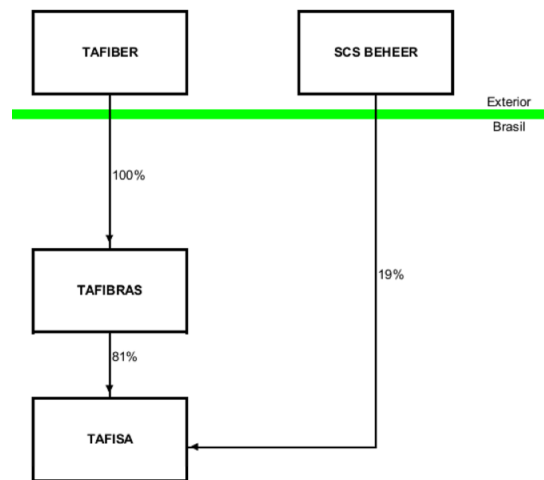 TAFIBER
SCS BEHEER
Exterior
Brasil
100%
TAFIBRAS
19%
81%
TAFISA